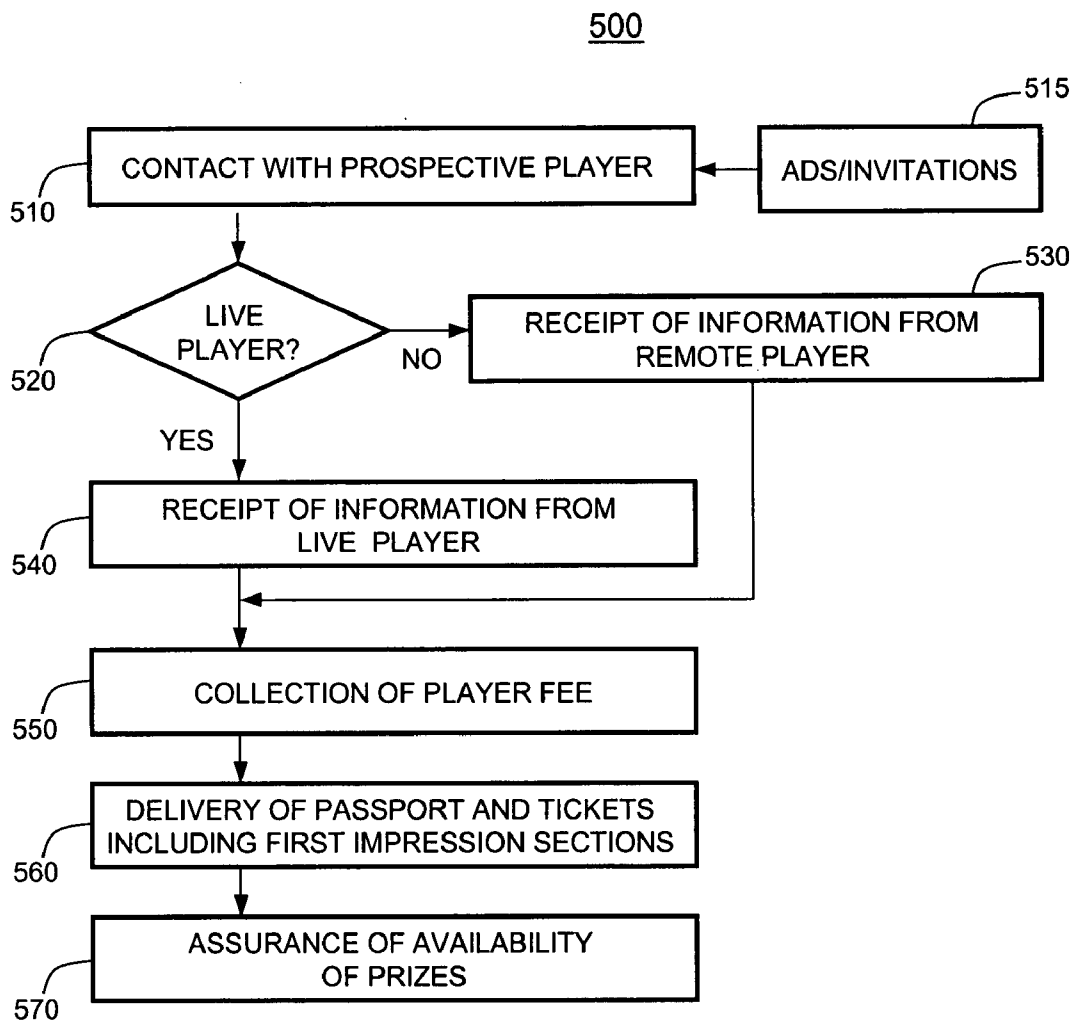 500
515
CONTACT WITH PROSPECTIVE PLAYER
ADS/INVITATIONS
510
530
LIVE
PLAYER?
RECEIPT OF INFORMATION FROM
REMOTE PLAYER
NO
520
YES
RECEIPT OF INFORMATION FROM
LIVE PLAYER
540
COLLECTION OF PLAYER FEE
550
DELIVERY OF PASSPORT AND TICKETS
INCLUDING FIRST IMPRESSION SECTIONS
560
ASSURANCE OF AVAILABILITY
OF PRIZES
570